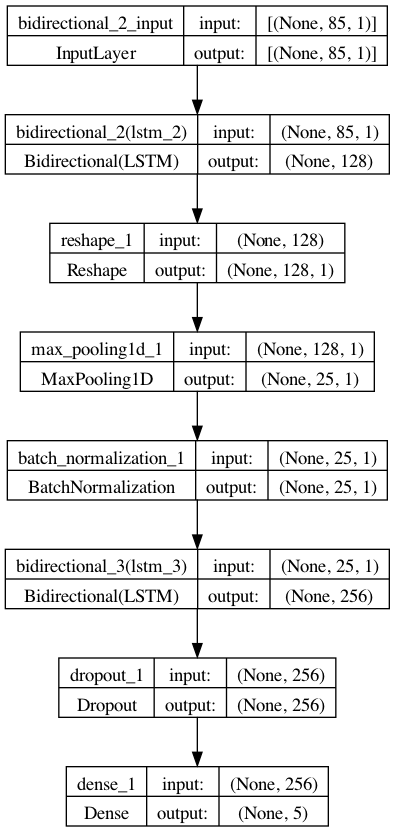 bidirectional_2_input input: [(None, 85, 1)]
InputLayer output: [(None, 85, 1)]
bidirectional_2(lstm_2) input: (None, 85, 1)
Bidirectional(LSTM) output: (None, 128)
reshape_1 input: (None, 128)
Reshape output: (None, 128, 1)
max_pooling1d_1 input: (None, 128, 1)
MaxPooling1D output: (None, 25, 1)
batch_normalization_1 input: (None, 25, 1)
BatchNormalization output: (None, 25, 1)
bidirectional_3(lstm_3) input: (None, 25, 1)
Bidirectional(LSTM) output: (None, 256)
dropout_1 input: (None, 256)
Dropout output: (None, 256)
dense_1 input: (None, 256)
Dense output: (None, 5)